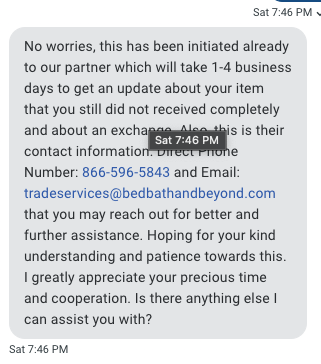 Sat 7:46 PM
No worries, this has been initiated already
to our partner which will take 1-4 business
days to get an update about your item
that you still did not received completely
and about an exchange. Also, this is their
Sat 7:46 PM
contact information: Direct Phone
Number: 866-596-5843 and Email:
tradeservices@bedbathandbeyond.com
that you may reach out for better and
further assistance. Hoping for your kind
understanding and patience towards this.
I greatly appreciate your precious time
and cooperation. Is there anything else I
can assist you with?
Sat 7:46 PM